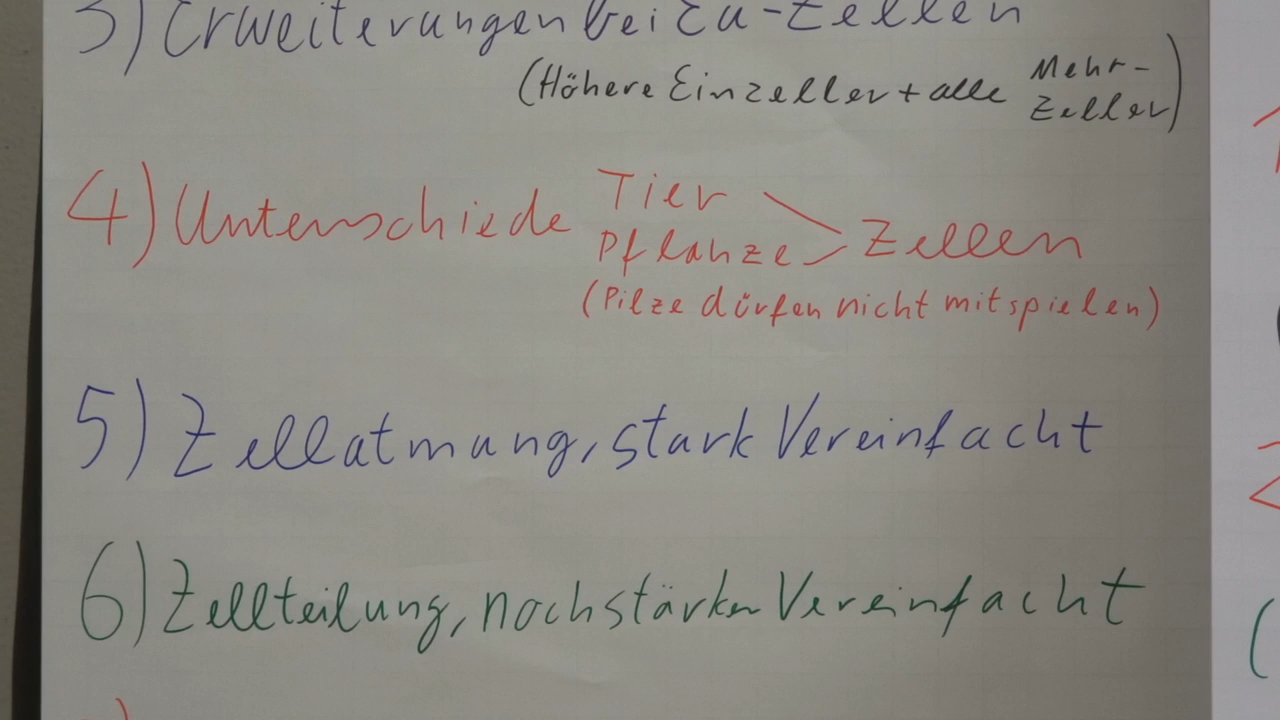 3) Erweiterungen bei Eu-Zellen
(Höhere Einzeller + alle Mehr-
Zeller)
4) Unterschiede Tier
Pflanze Zellen
(Pilze dürfen nicht mitspielen)
5) Zellatmung, stark Vereinfacht
6) Zellteilung, noch stärker Vereinfacht